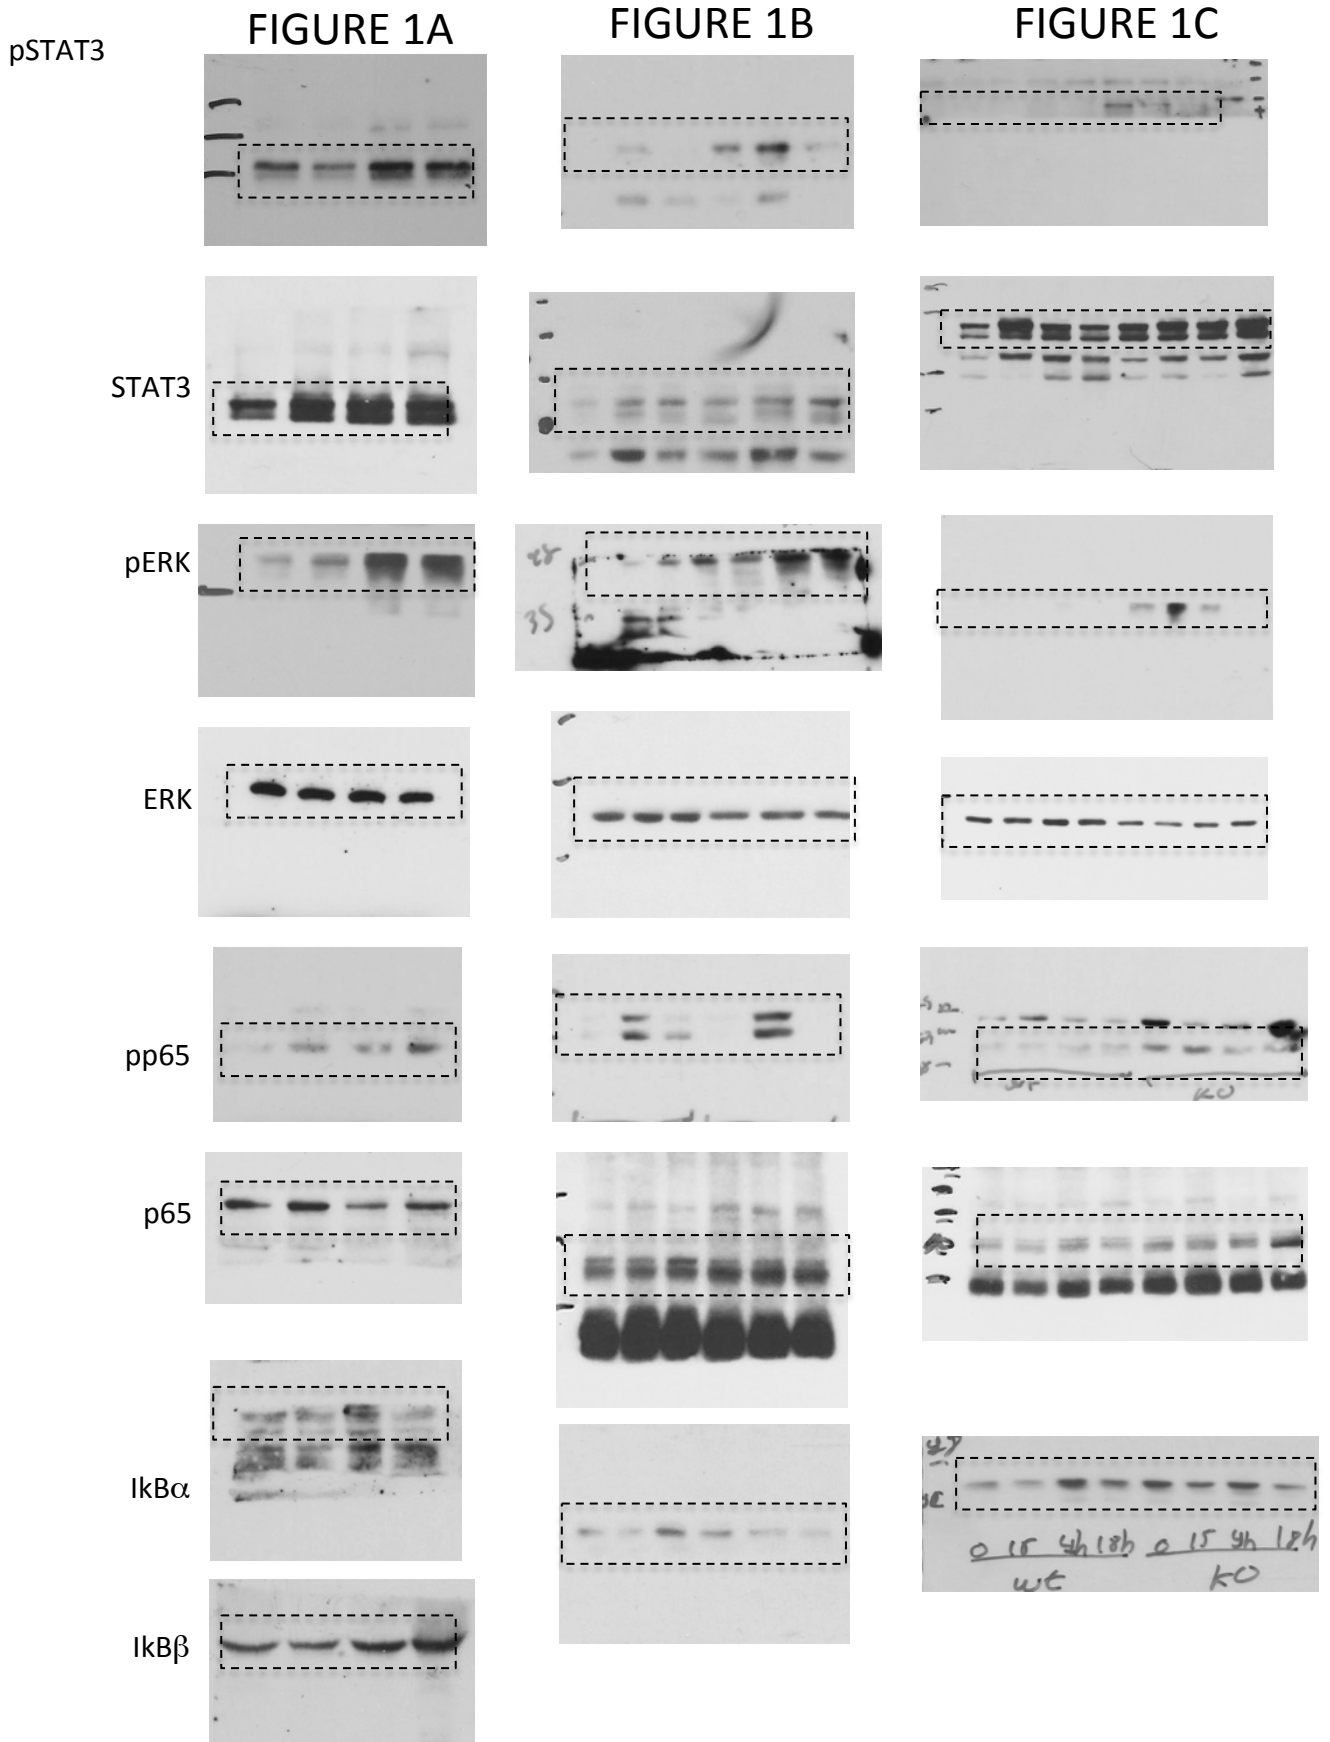 pSTAT3
FIGURE 1A
FIGURE 1B
FIGURE 1C
STAT3
pERK
48
35
ERK
pp65
WT
KO
p65
IkBα
0 15 4h 18h 0 15 4h 18h
wt KO
IkBβ